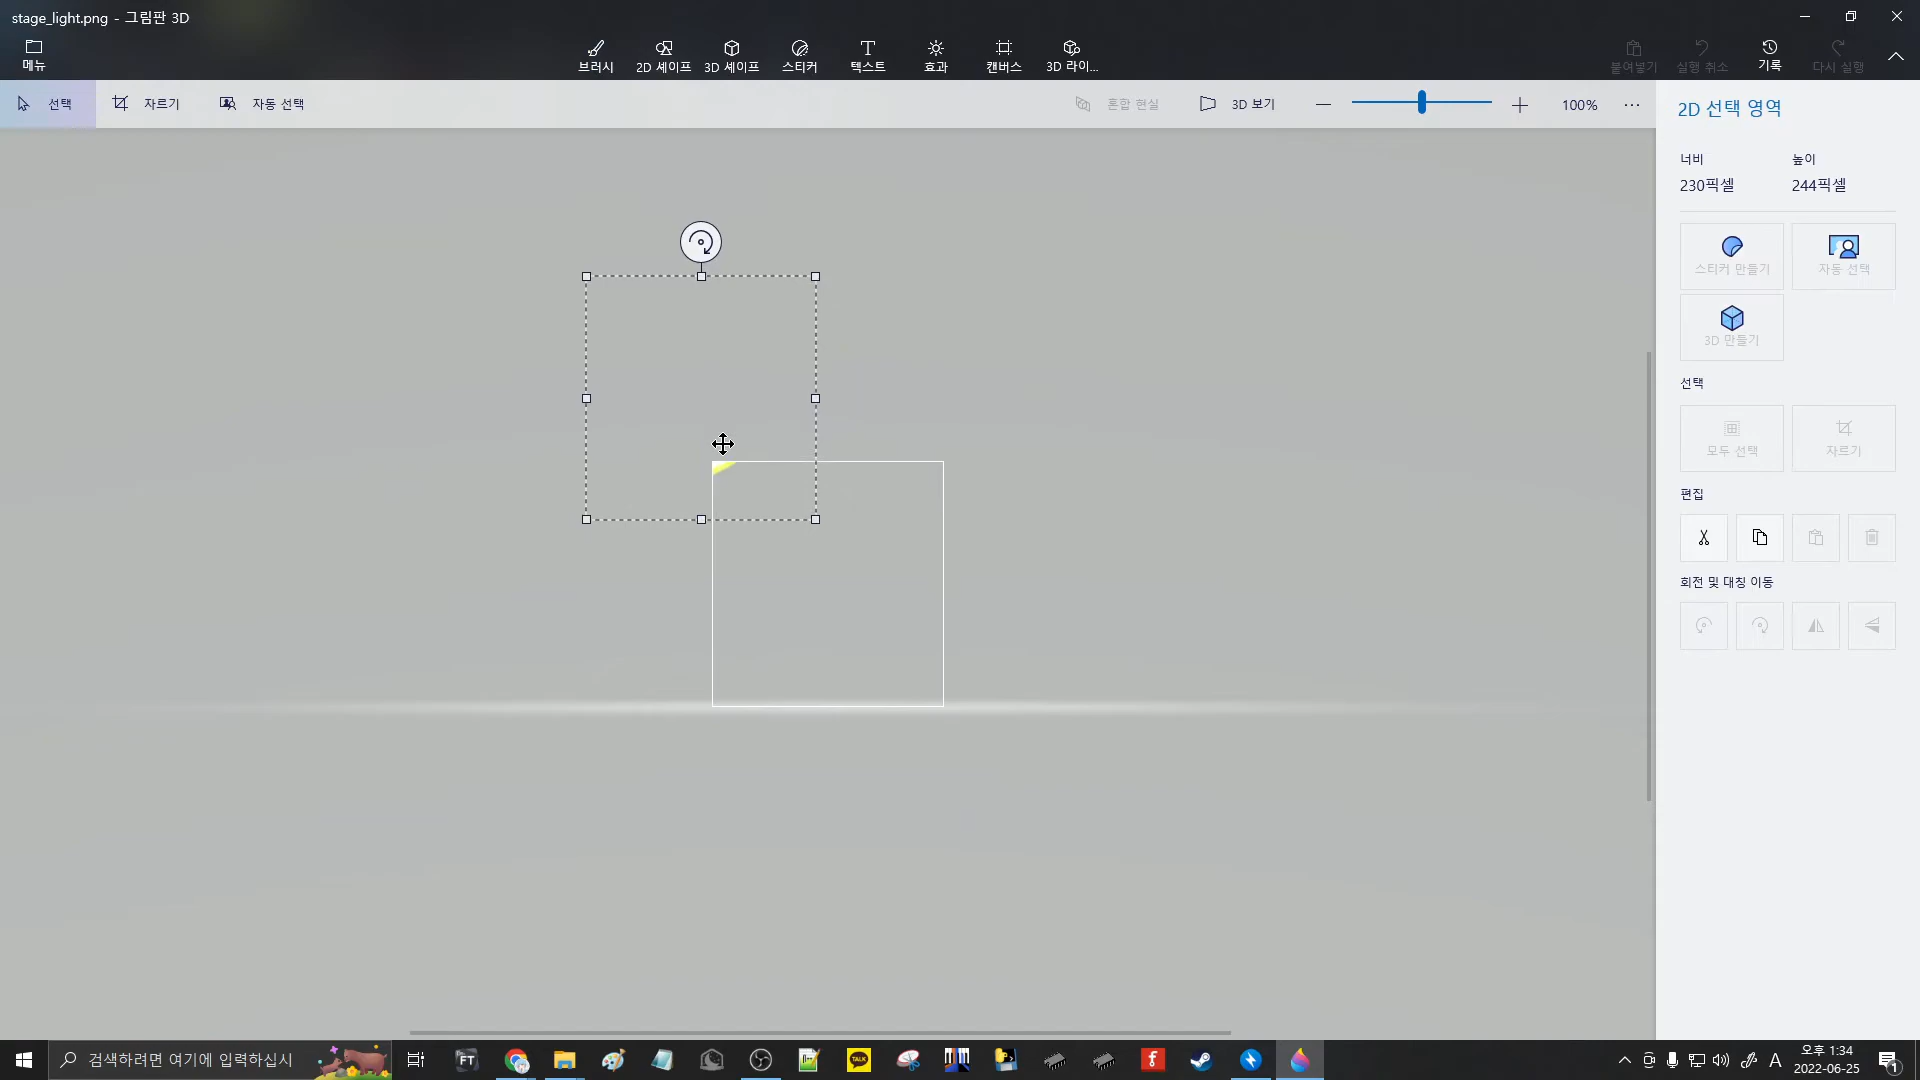 stage_light.png - 그림판 3D
메뉴
브러시
2D 셰이프
3D 셰이프
스티커
텍스트
효과
캔버스
3D 라이...
붙여넣기
실행 취소
기록
다시 실행
선택
자르기
자동 선택
혼합 현실
3D 보기
100%
2D 선택 영역
너비
높이
230픽셀
244픽셀
스티커 만들기
자동 선택
3D 만들기
선택
모두 선택
자르기
편집
회전 및 대칭 이동
검색하려면 여기에 입력하십시
FT
TALK
A
오후 1:34
2022-06-25
1